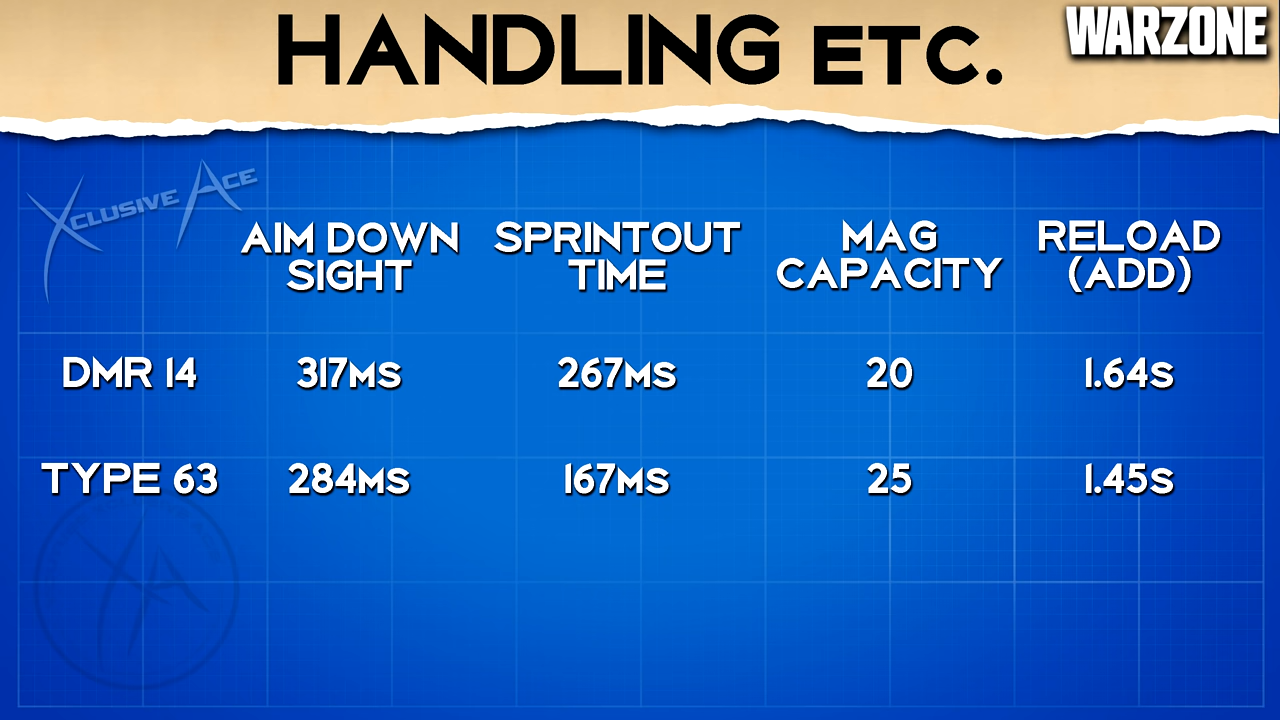 HANDLING ETC.
WARZONE
XCLUSIVE ACE
AIM DOWN SIGHT
SPRINTOUT TIME
MAG CAPACITY
RELOAD (ADD)
DMR 14 317MS 267MS 20 1.64S
TYPE 63 284MS 167MS 25 1.45S
XA